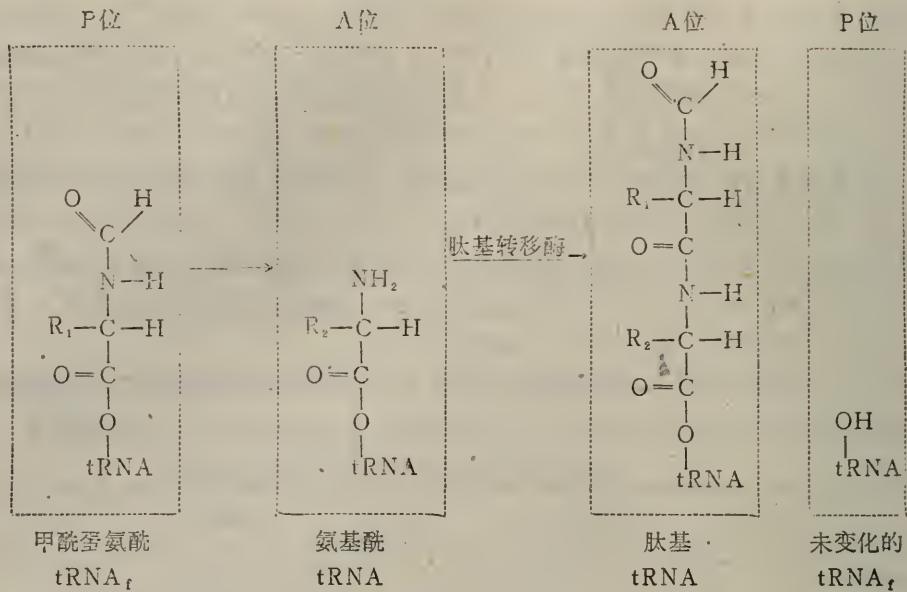 P位 A位 A位 P位
O H
C
N—H
R₁—C—H
O=C
O H
C
N—H
R₁—C—H
O=C
O
tRNA
NH₂
R₂—C—H
O=C
O
tRNA
肽基转移酶
N—H
R₂—C—H
O=C
O
tRNA
OH
tRNA
甲酰蛋氨酰 氨基酰 肽基 未变化的
tRNAf tRNA tRNA tRNAf